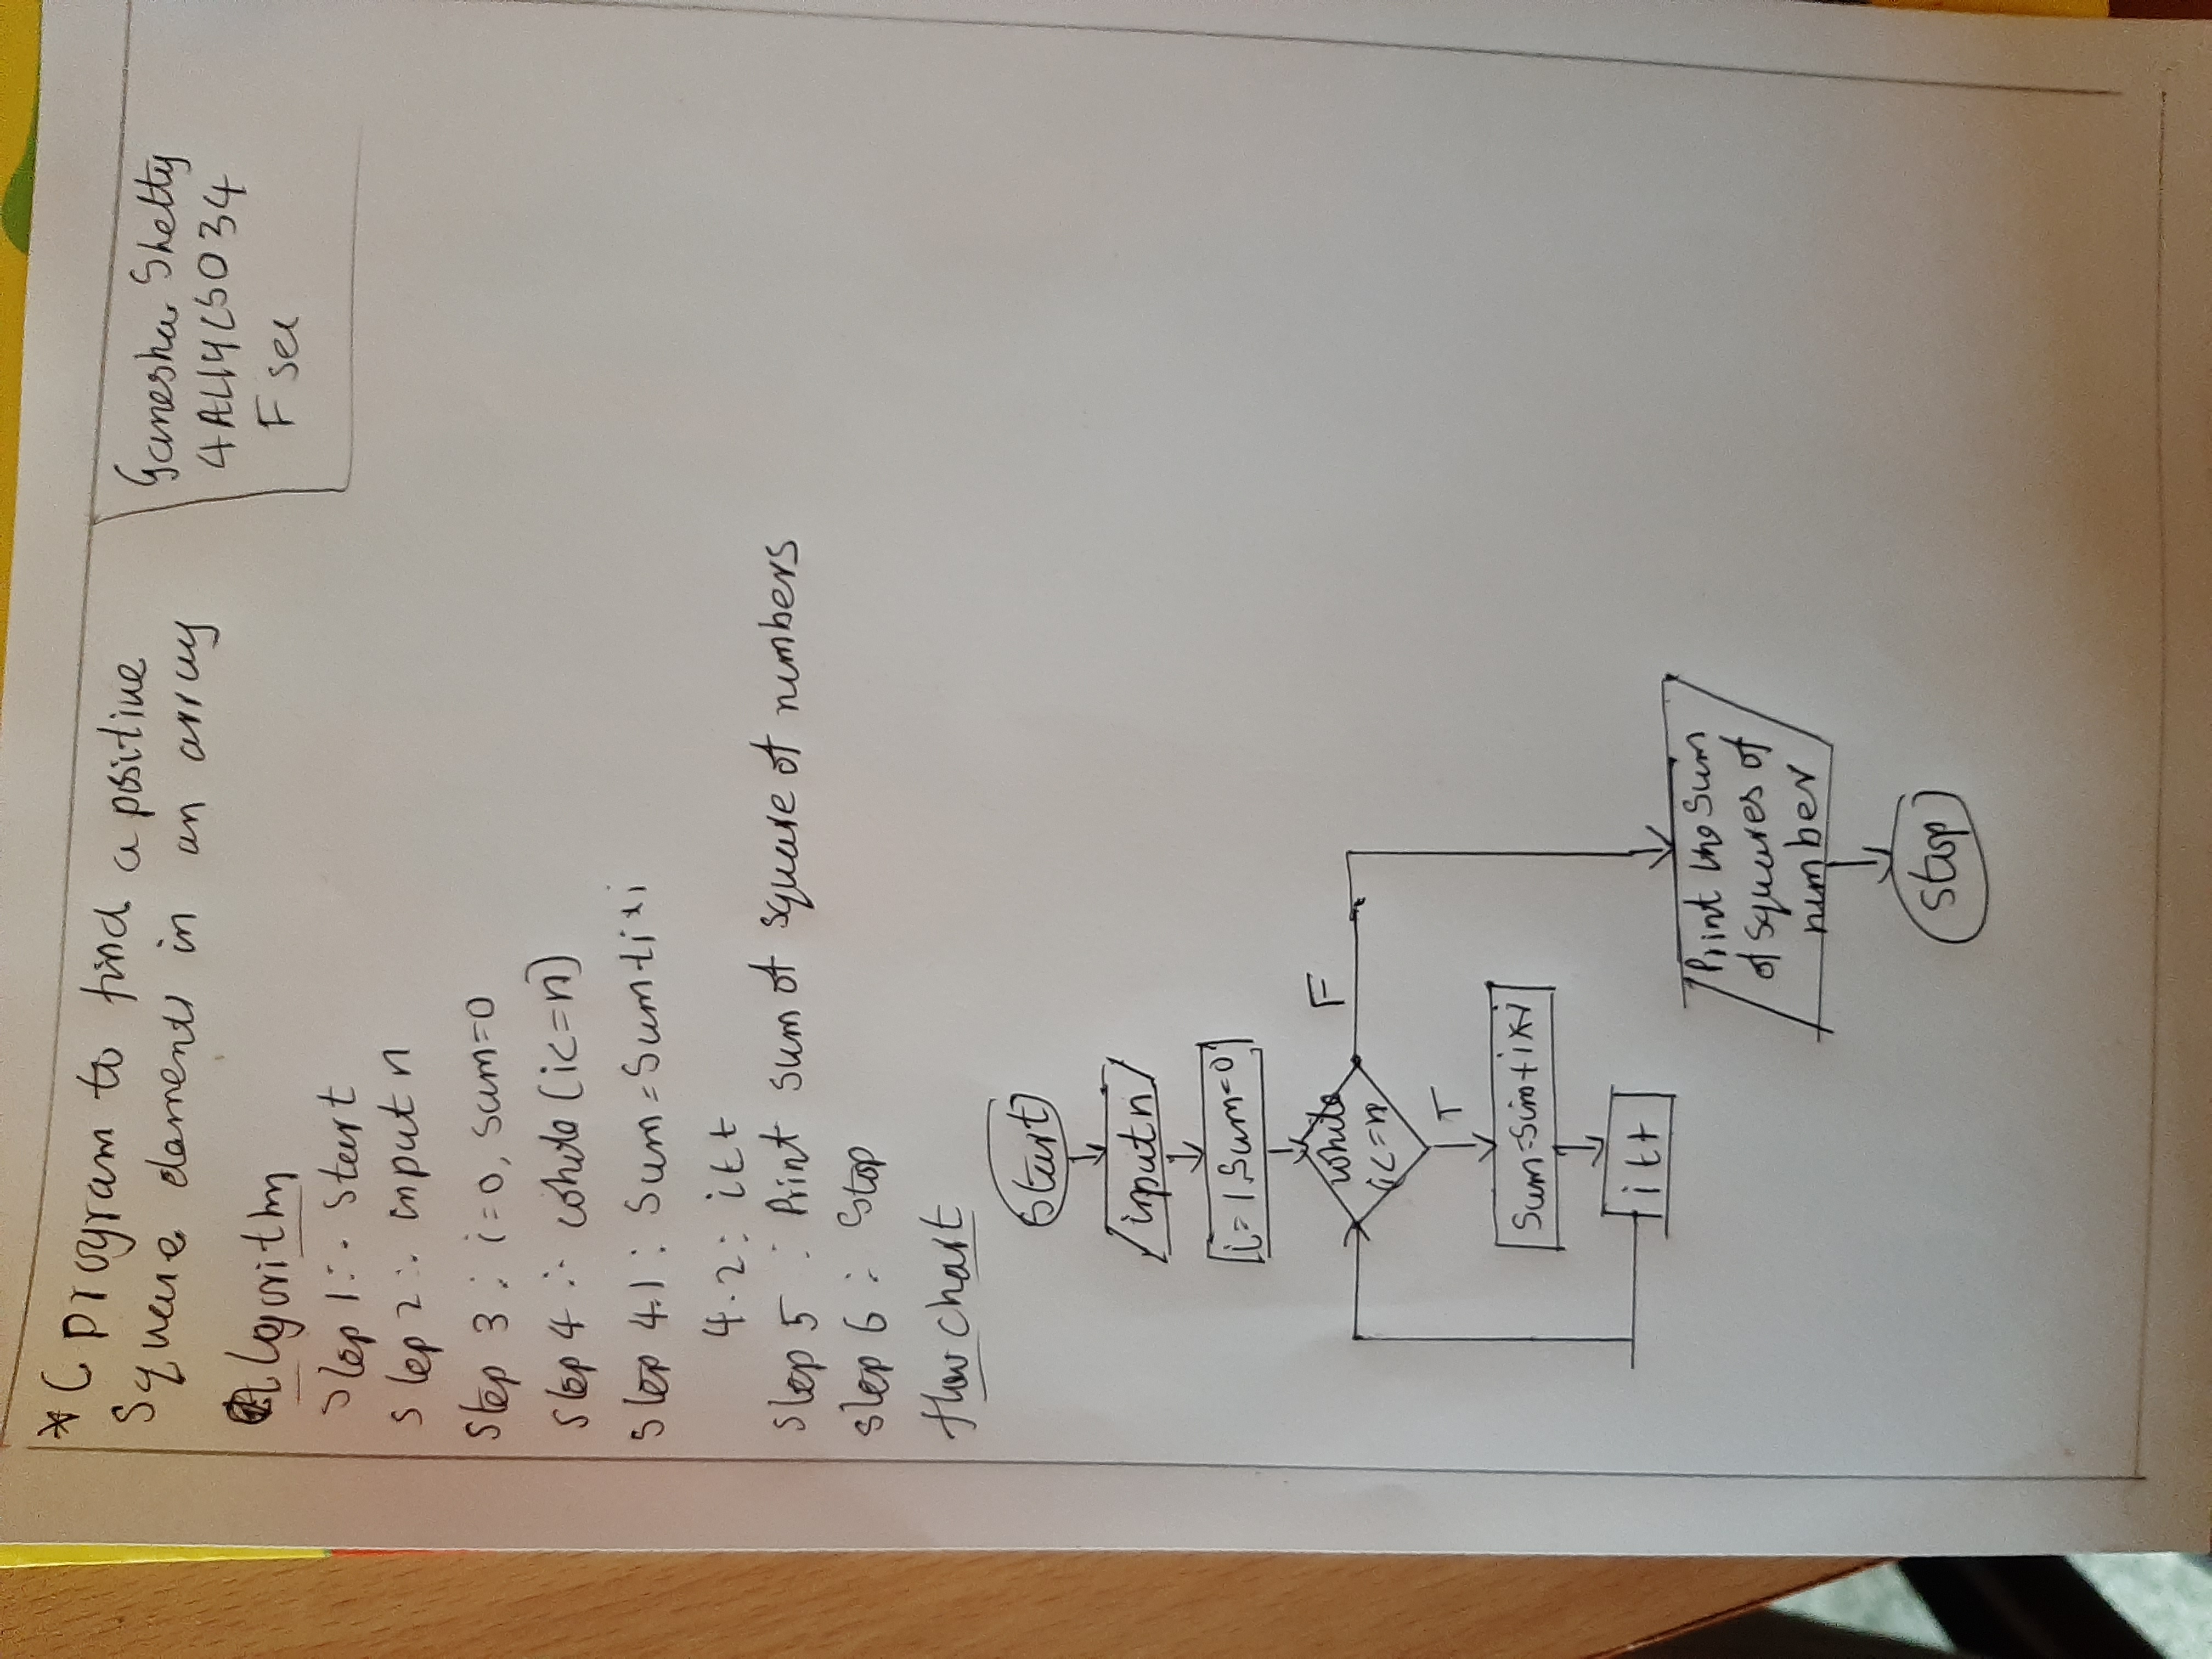 * C program to find a positive
Square elements in an array
Ganesha Shetty
4AL14CS034
F sec
Algorithm
Step 1 : Start
Step 2 : input n
Step 3 : i=0, sum=0
Step 4 : while (i<=n)
Step 4.1 : Sum=Sum+i*i
4.2 : i++
Step 5 : Print sum of square of numbers
Step 6 : Stop
flow chart
Start
input n
i=1, Sum=0
while
i<=n
F
T
Sum=Sum+i*i
i++
Print the Sum
of squares of
number
Stop